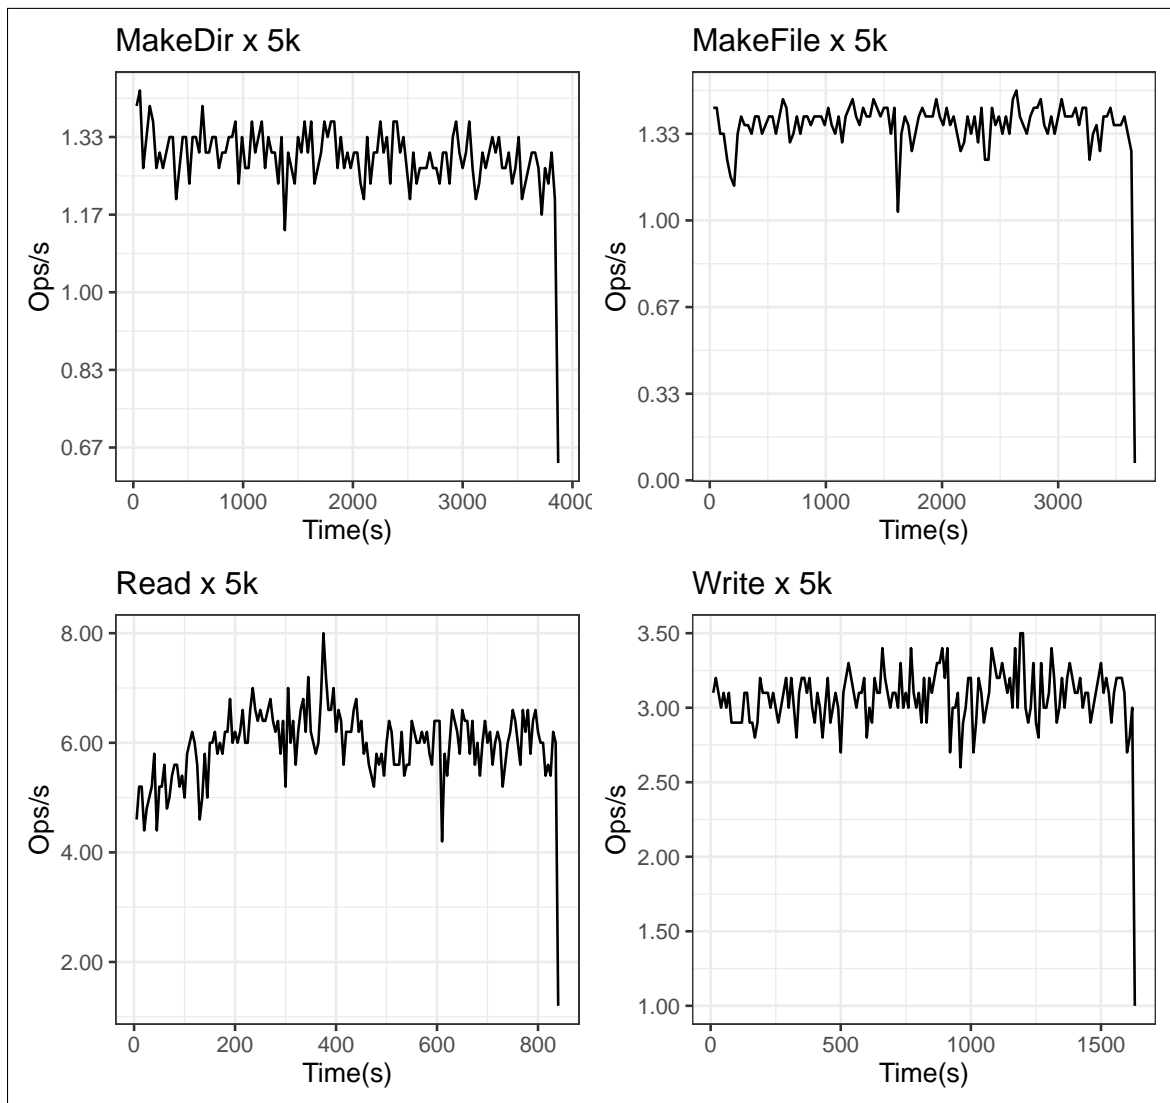 MakeDir x 5k
Ops/s
1.33
1.17
1.00
0.83
0.67
0 1000 2000 3000 4000
Time(s)
MakeFile x 5k
Ops/s
1.33
1.00
0.67
0.33
0.00
0 1000 2000 3000
Time(s)
Read x 5k
Ops/s
8.00
6.00
4.00
2.00
0 200 400 600 800
Time(s)
Write x 5k
Ops/s
3.50
3.00
2.50
2.00
1.50
1.00
0 500 1000 1500
Time(s)